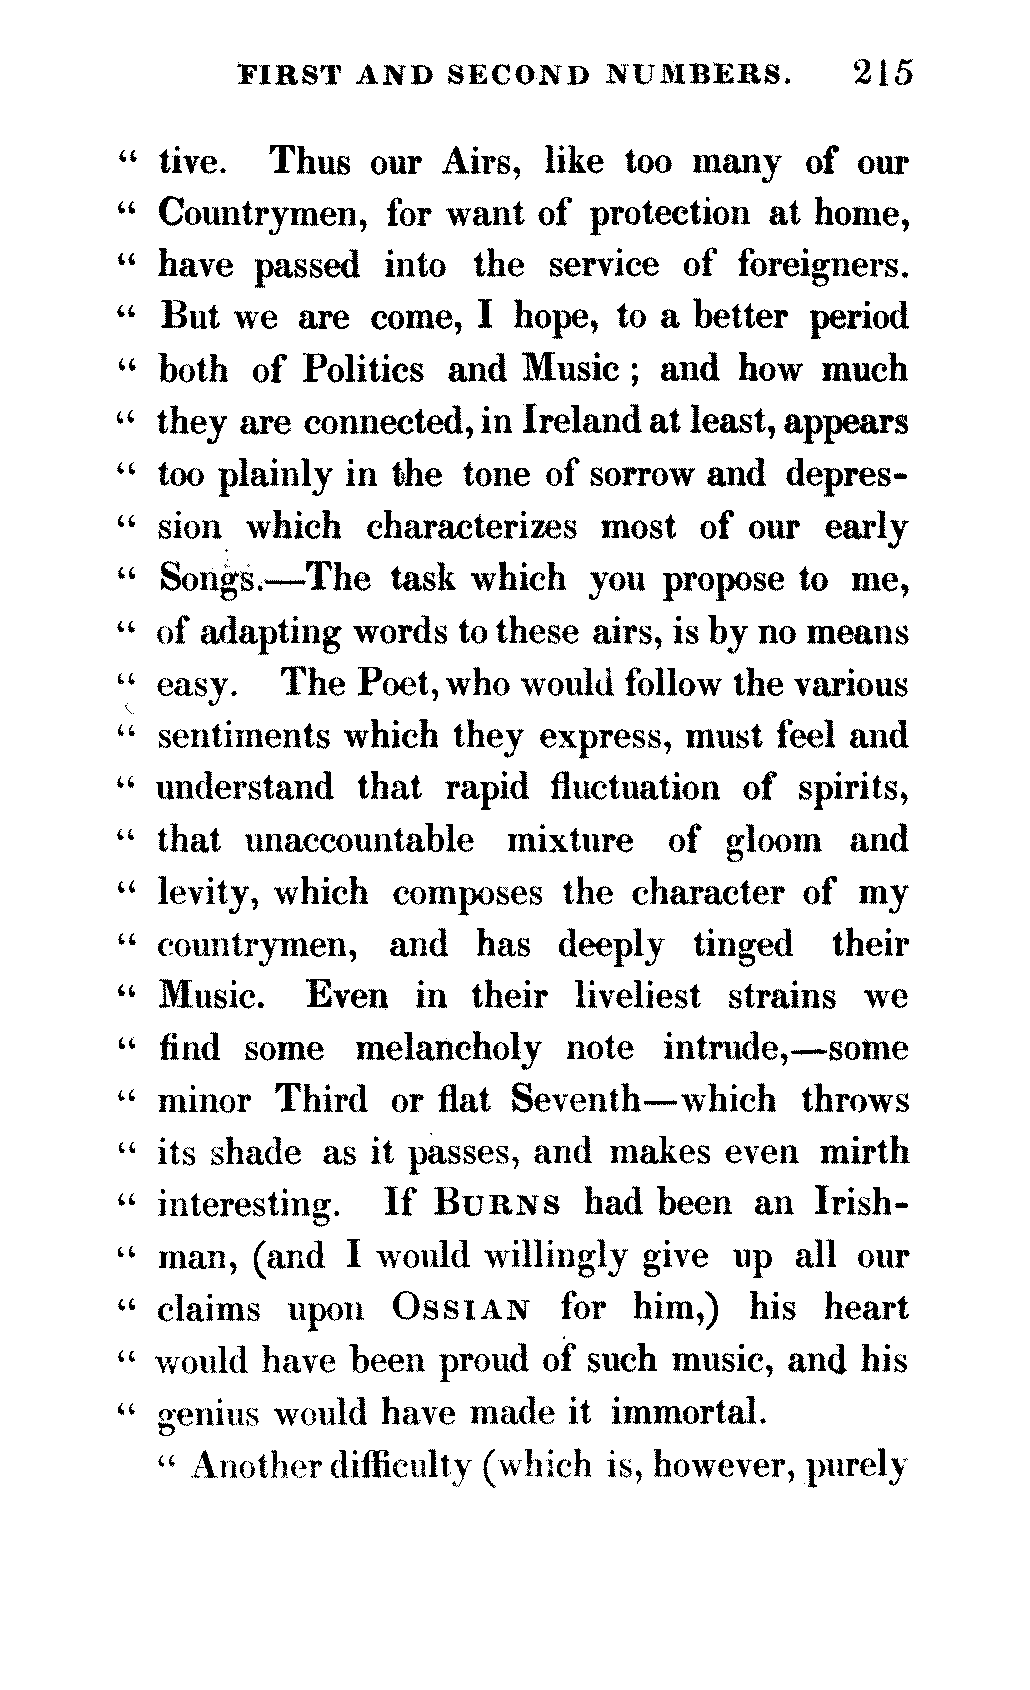 FIRST AND SECOND NUMBERS. 215
“ tive. Thus our Airs, like too many of our
“ Countrymen, for want of protection at home,
“ have passed into the service of foreigners.
“ But we are come, I hope, to a better period
“ both of Politics and Music ; and how much
“ they are connected, in Ireland at least, appears
“ too plainly in the tone of sorrow and depres-
“ sion which characterizes most of our early
“ Songs.—The task which you propose to me,
“ of adapting words to these airs, is by no means
“ easy. The Poet, who would follow the various
“ sentiments which they express, must feel and
“ understand that rapid fluctuation of spirits,
“ that unaccountable mixture of gloom and
“ levity, which composes the character of my
“ countrymen, and has deeply tinged their
“ Music. Even in their liveliest strains we
“ find some melancholy note intrude,—some
“ minor Third or flat Seventh—which throws
“ its shade as it passes, and makes even mirth
“ interesting. If BURNS had been an Irish-
“ man, (and I would willingly give up all our
“ claims upon OSSIAN for him,) his heart
“ would have been proud of such music, and his
“ genius would have made it immortal.
“ Another difficulty (which is, however, purely